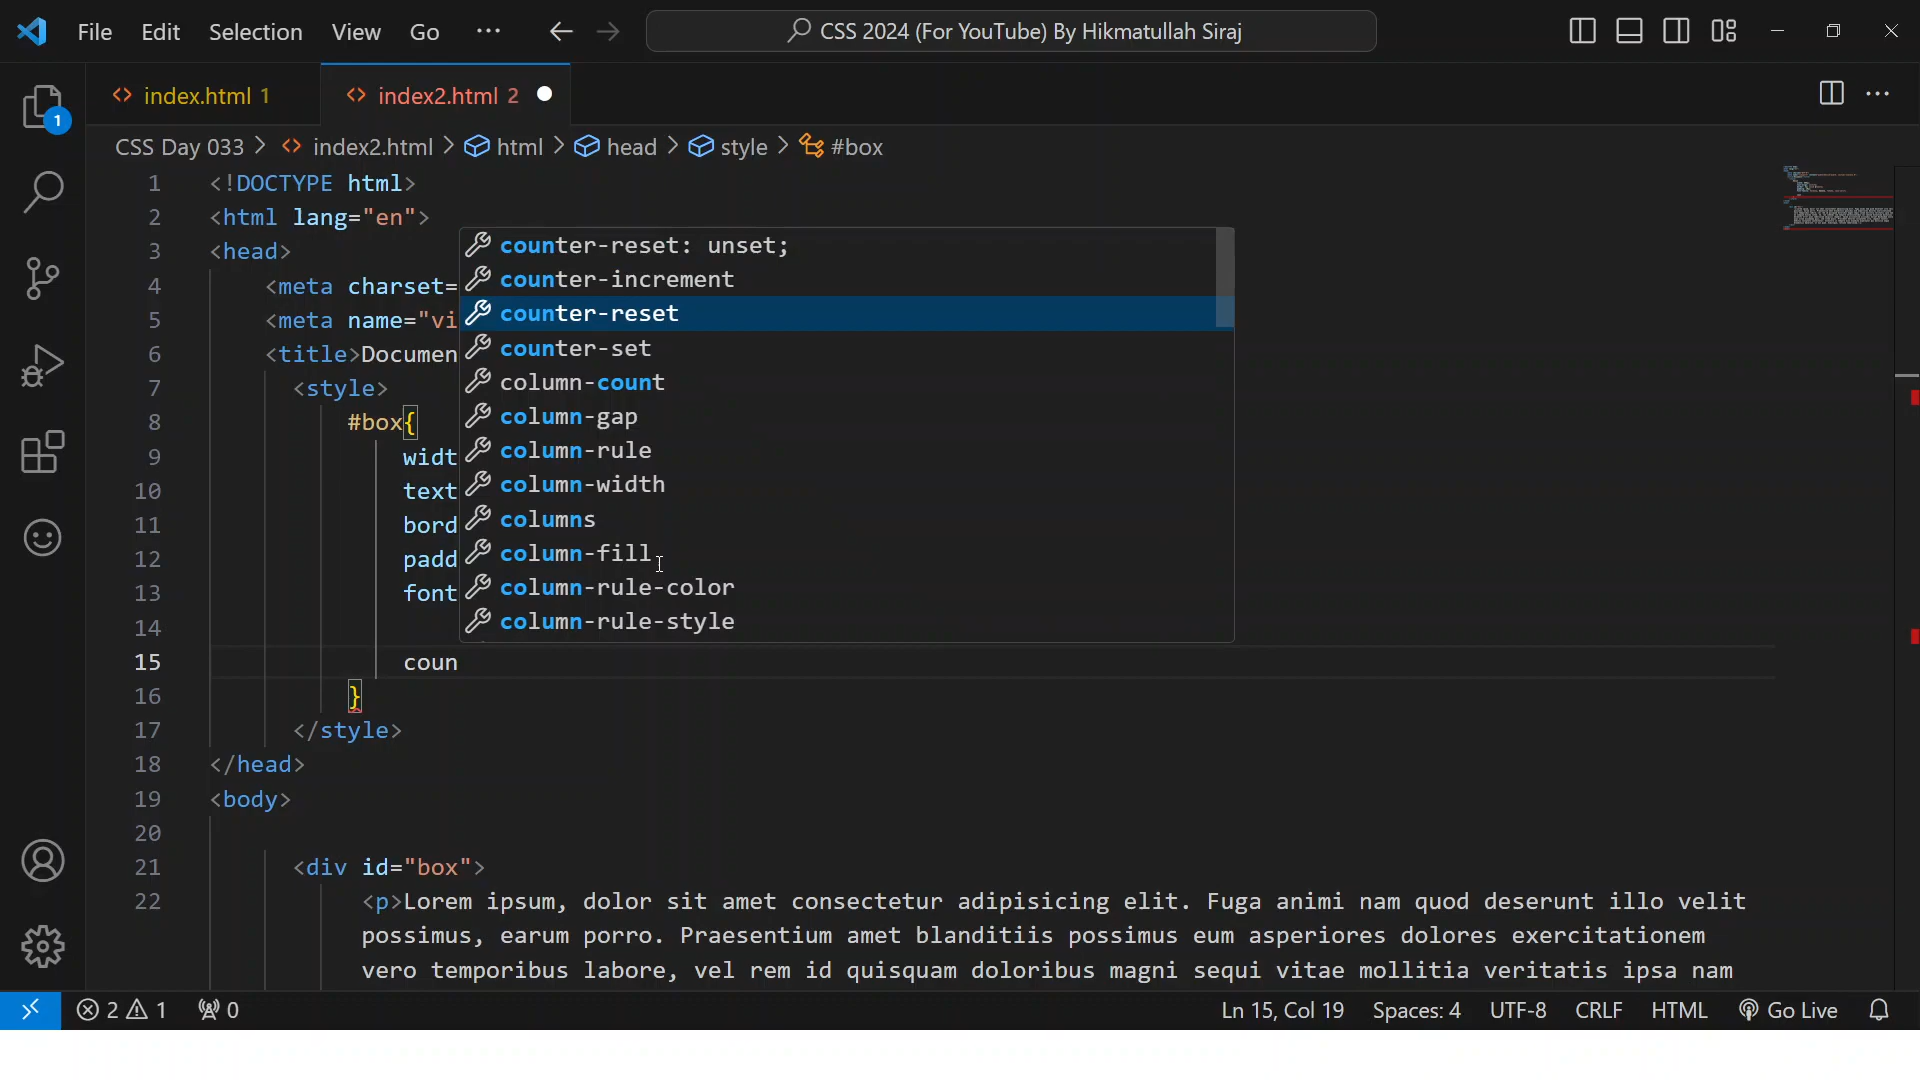 File Edit Selection View Go ··· CSS 2024 (For YouTube) By Hikmatullah Siraj
1
index.html 1 index2.html 2
CSS Day 033 > index2.html > html > head > style > #box
1 <!DOCTYPE html>
2 <html lang="en">
3 <head>
4 <meta charset=
5 <meta name="vi
6 <title>Documen
7 <style>
8 #box{
9 widt
10 text
11 bord
12 padd
13 font
14
15 coun
16 }
17 </style>
18 </head>
19 <body>
20
21 <div id="box">
22 <p>Lorem ipsum, dolor sit amet consectetur adipisicing elit. Fuga animi nam quod deserunt illo velit
possimus, earum porro. Praesentium amet blanditiis possimus eum asperiores dolores exercitationem
vero temporibus labore, vel rem id quisquam doloribus magni sequi vitae mollitia veritatis ipsa nam
counter-reset: unset;
counter-increment
counter-reset
counter-set
column-count
column-gap
column-rule
column-width
columns
column-fill
column-rule-color
column-rule-style
2 1 0 Ln 15, Col 19 Spaces: 4 UTF-8 CRLF HTML Go Live